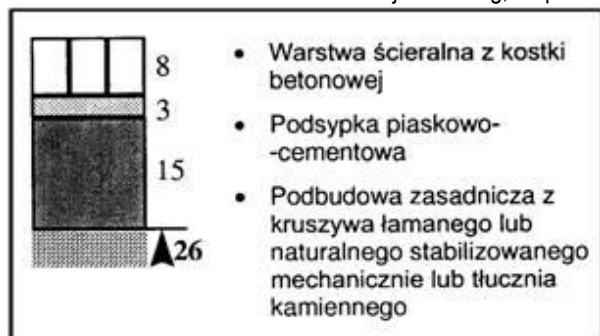 8
3
15
26
• Warstwa ścieralna z kostki
betonowej
• Podsypka piaskowo-
-cementowa
• Podbudowa zasadnicza z
kruszywa łamanego lub
naturalnego stabilizowanego
mechanicznie lub tłucznia
kamiennego